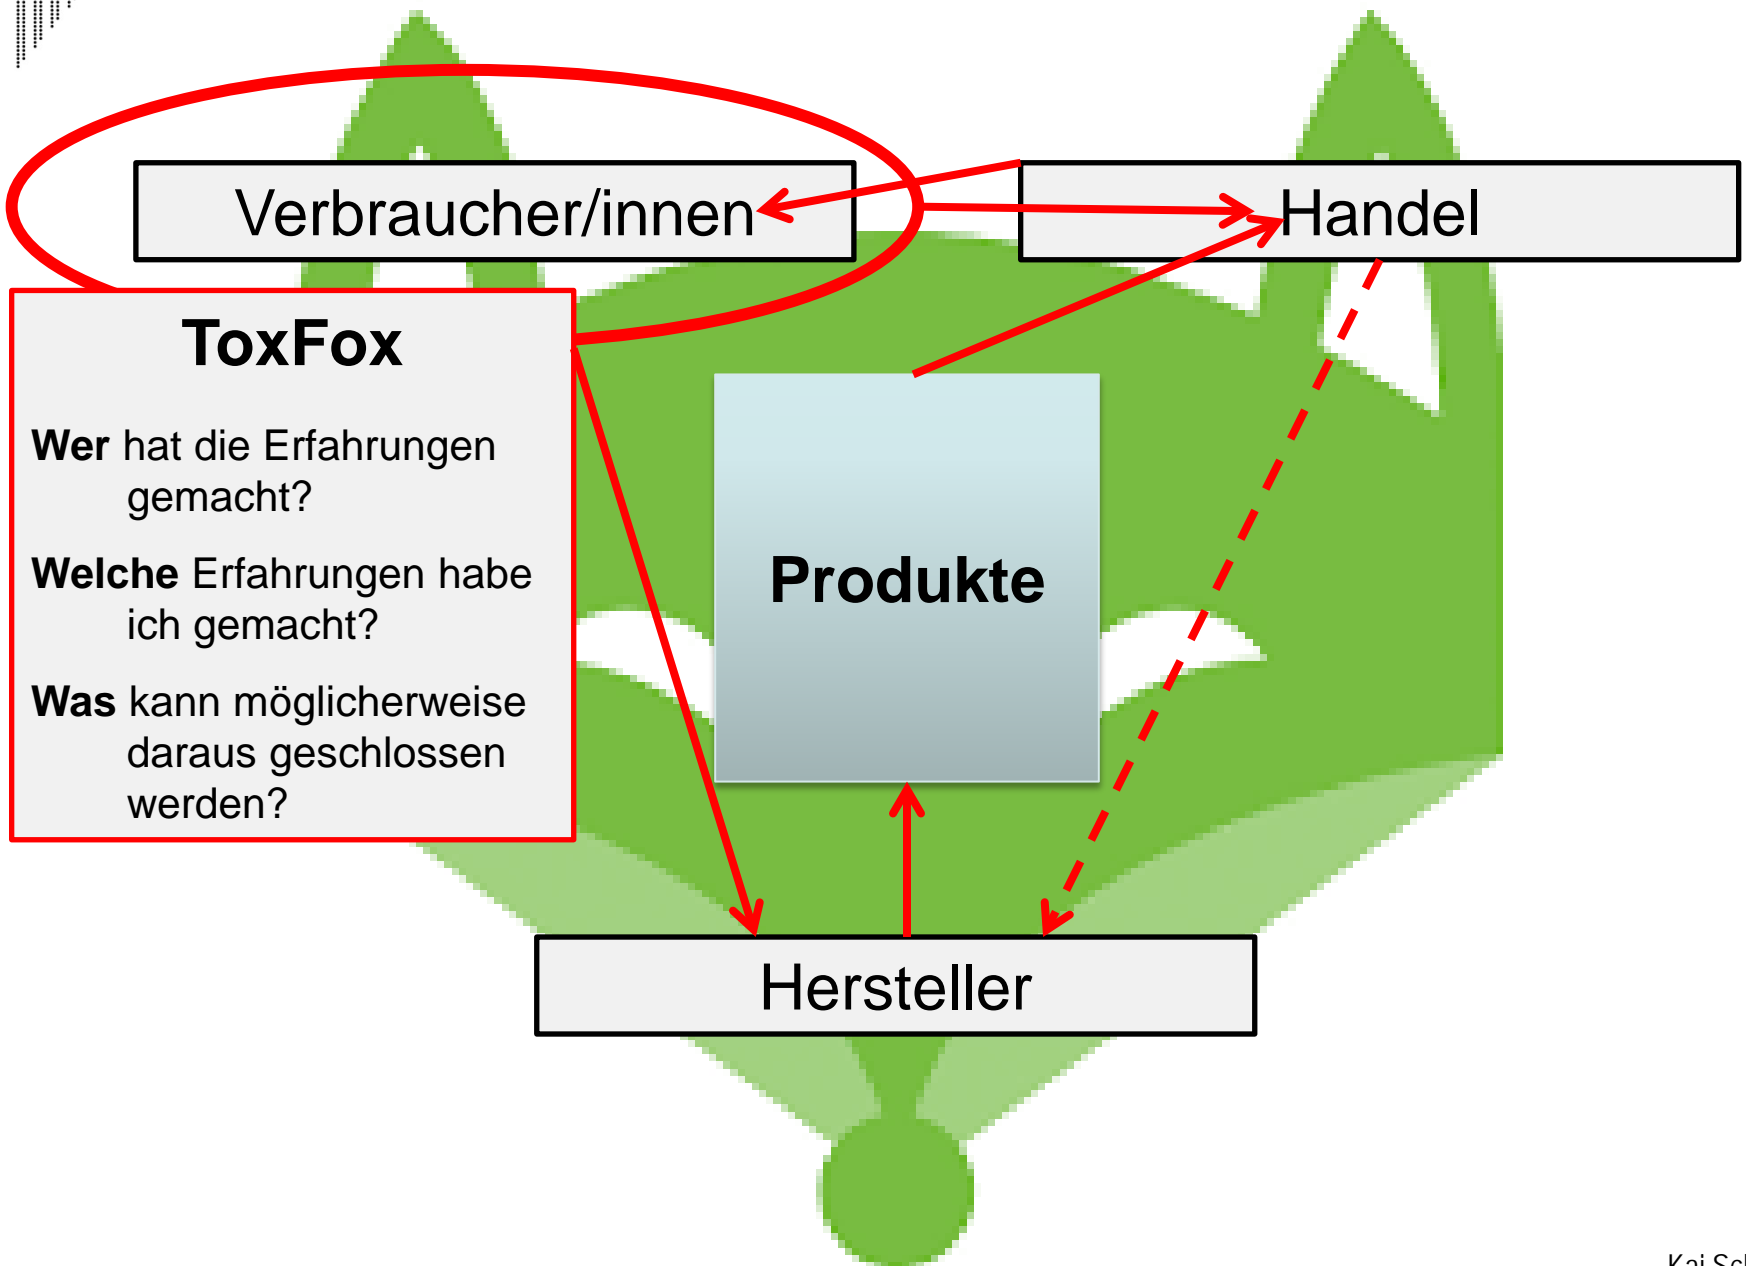 Verbraucher/innen
Handel
ToxFox
Wer hat die Erfahrungen
gemacht?
Welche Erfahrungen habe
ich gemacht?
Was kann möglicherweise
daraus geschlossen
werden?
Produkte
Hersteller
Kai